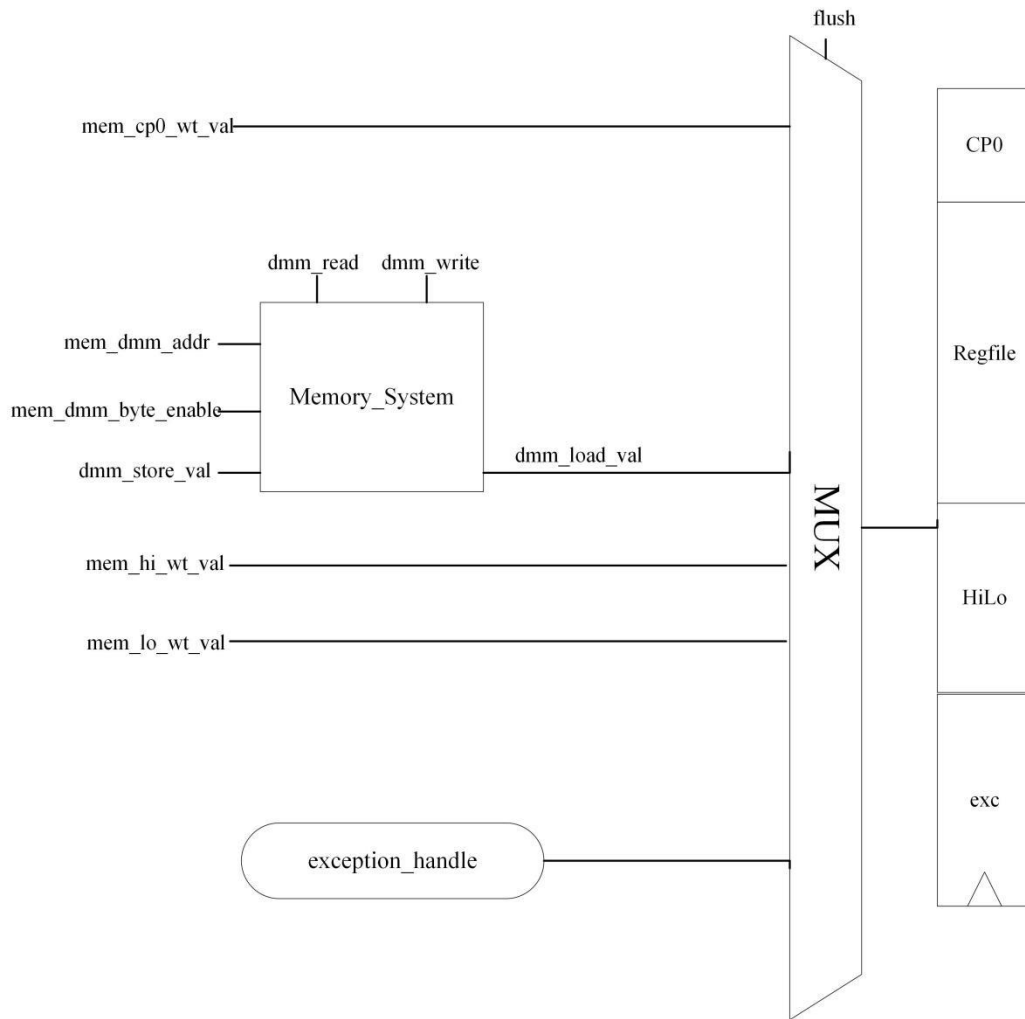 flush
mem_cp0_wt_val
CP0
dmm_read
dmm_write
mem_dmm_addr
Regfile
Memory_System
mem_dmm_byte_enable
dmm_store_val
dmm_load_val
MUX
mem_hi_wt_val
HiLo
mem_lo_wt_val
exc
exception_handle